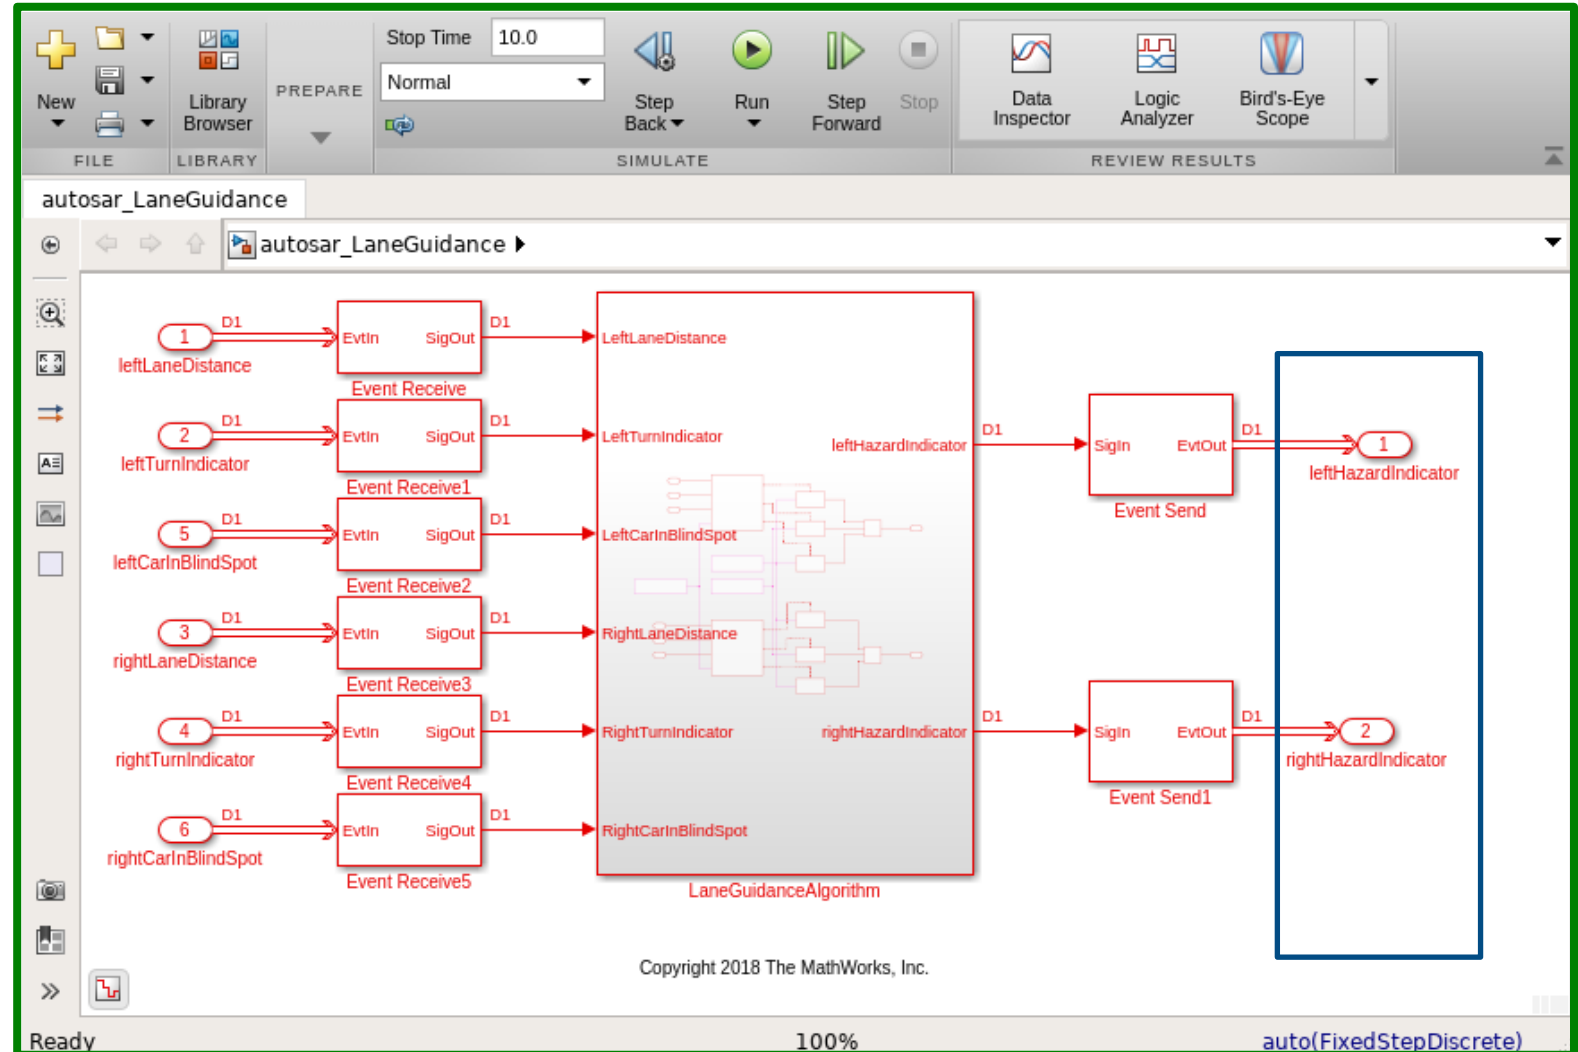 Stop Time 10.0
Normal
New
Library
Browser
PREPARE
Step
Back
Run
Step
Forward
Stop
Data
Inspector
Logic
Analyzer
Bird's-Eye
Scope
FILE
LIBRARY
SIMULATE
REVIEW RESULTS
autosar_LaneGuidance
autosar_LaneGuidance
1
D1
leftLaneDistance
EvtIn SigOut
D1
Event Receive
LeftLaneDistance
2
D1
leftTurnIndicator
EvtIn SigOut
D1
Event Receive1
LeftTurnIndicator
5
D1
leftCarInBlindSpot
EvtIn SigOut
D1
Event Receive2
LeftCarInBlindSpot
3
D1
rightLaneDistance
EvtIn SigOut
D1
Event Receive3
RightLaneDistance
4
D1
rightTurnIndicator
EvtIn SigOut
D1
Event Receive4
RightTurnIndicator
6
D1
rightCarInBlindSpot
EvtIn SigOut
D1
Event Receive5
RightCarInBlindSpot
LaneGuidanceAlgorithm
leftHazardIndicator
D1
SigIn EvtOut
Event Send
D1
1
leftHazardIndicator
rightHazardIndicator
D1
SigIn EvtOut
Event Send1
D1
2
rightHazardIndicator
Copyright 2018 The MathWorks, Inc.
Ready
100%
auto(FixedStepDiscrete)